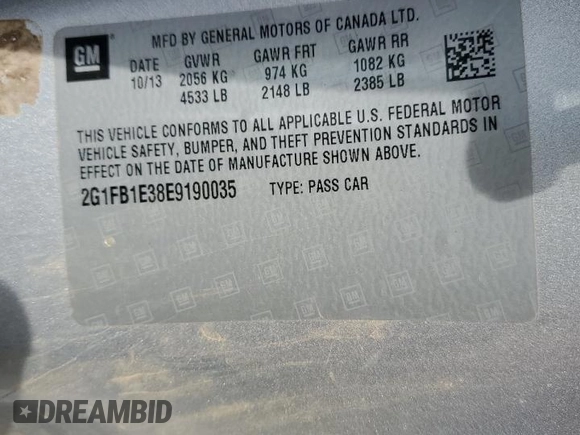 GM
MFD BY GENERAL MOTORS OF CANADA LTD.
DATE GVWR GAWR FRT GAWR RR
10/13 2056 KG 974 KG 1082 KG
4533 LB 2148 LB 2385 LB
THIS VEHICLE CONFORMS TO ALL APPLICABLE U.S. FEDERAL MOTOR
VEHICLE SAFETY, BUMPER, AND THEFT PREVENTION STANDARDS IN
EFFECT ON THE DATE OF MANUFACTURE SHOWN ABOVE.
2G1FB1E38E9190035 TYPE: PASS CAR
DREAMBID